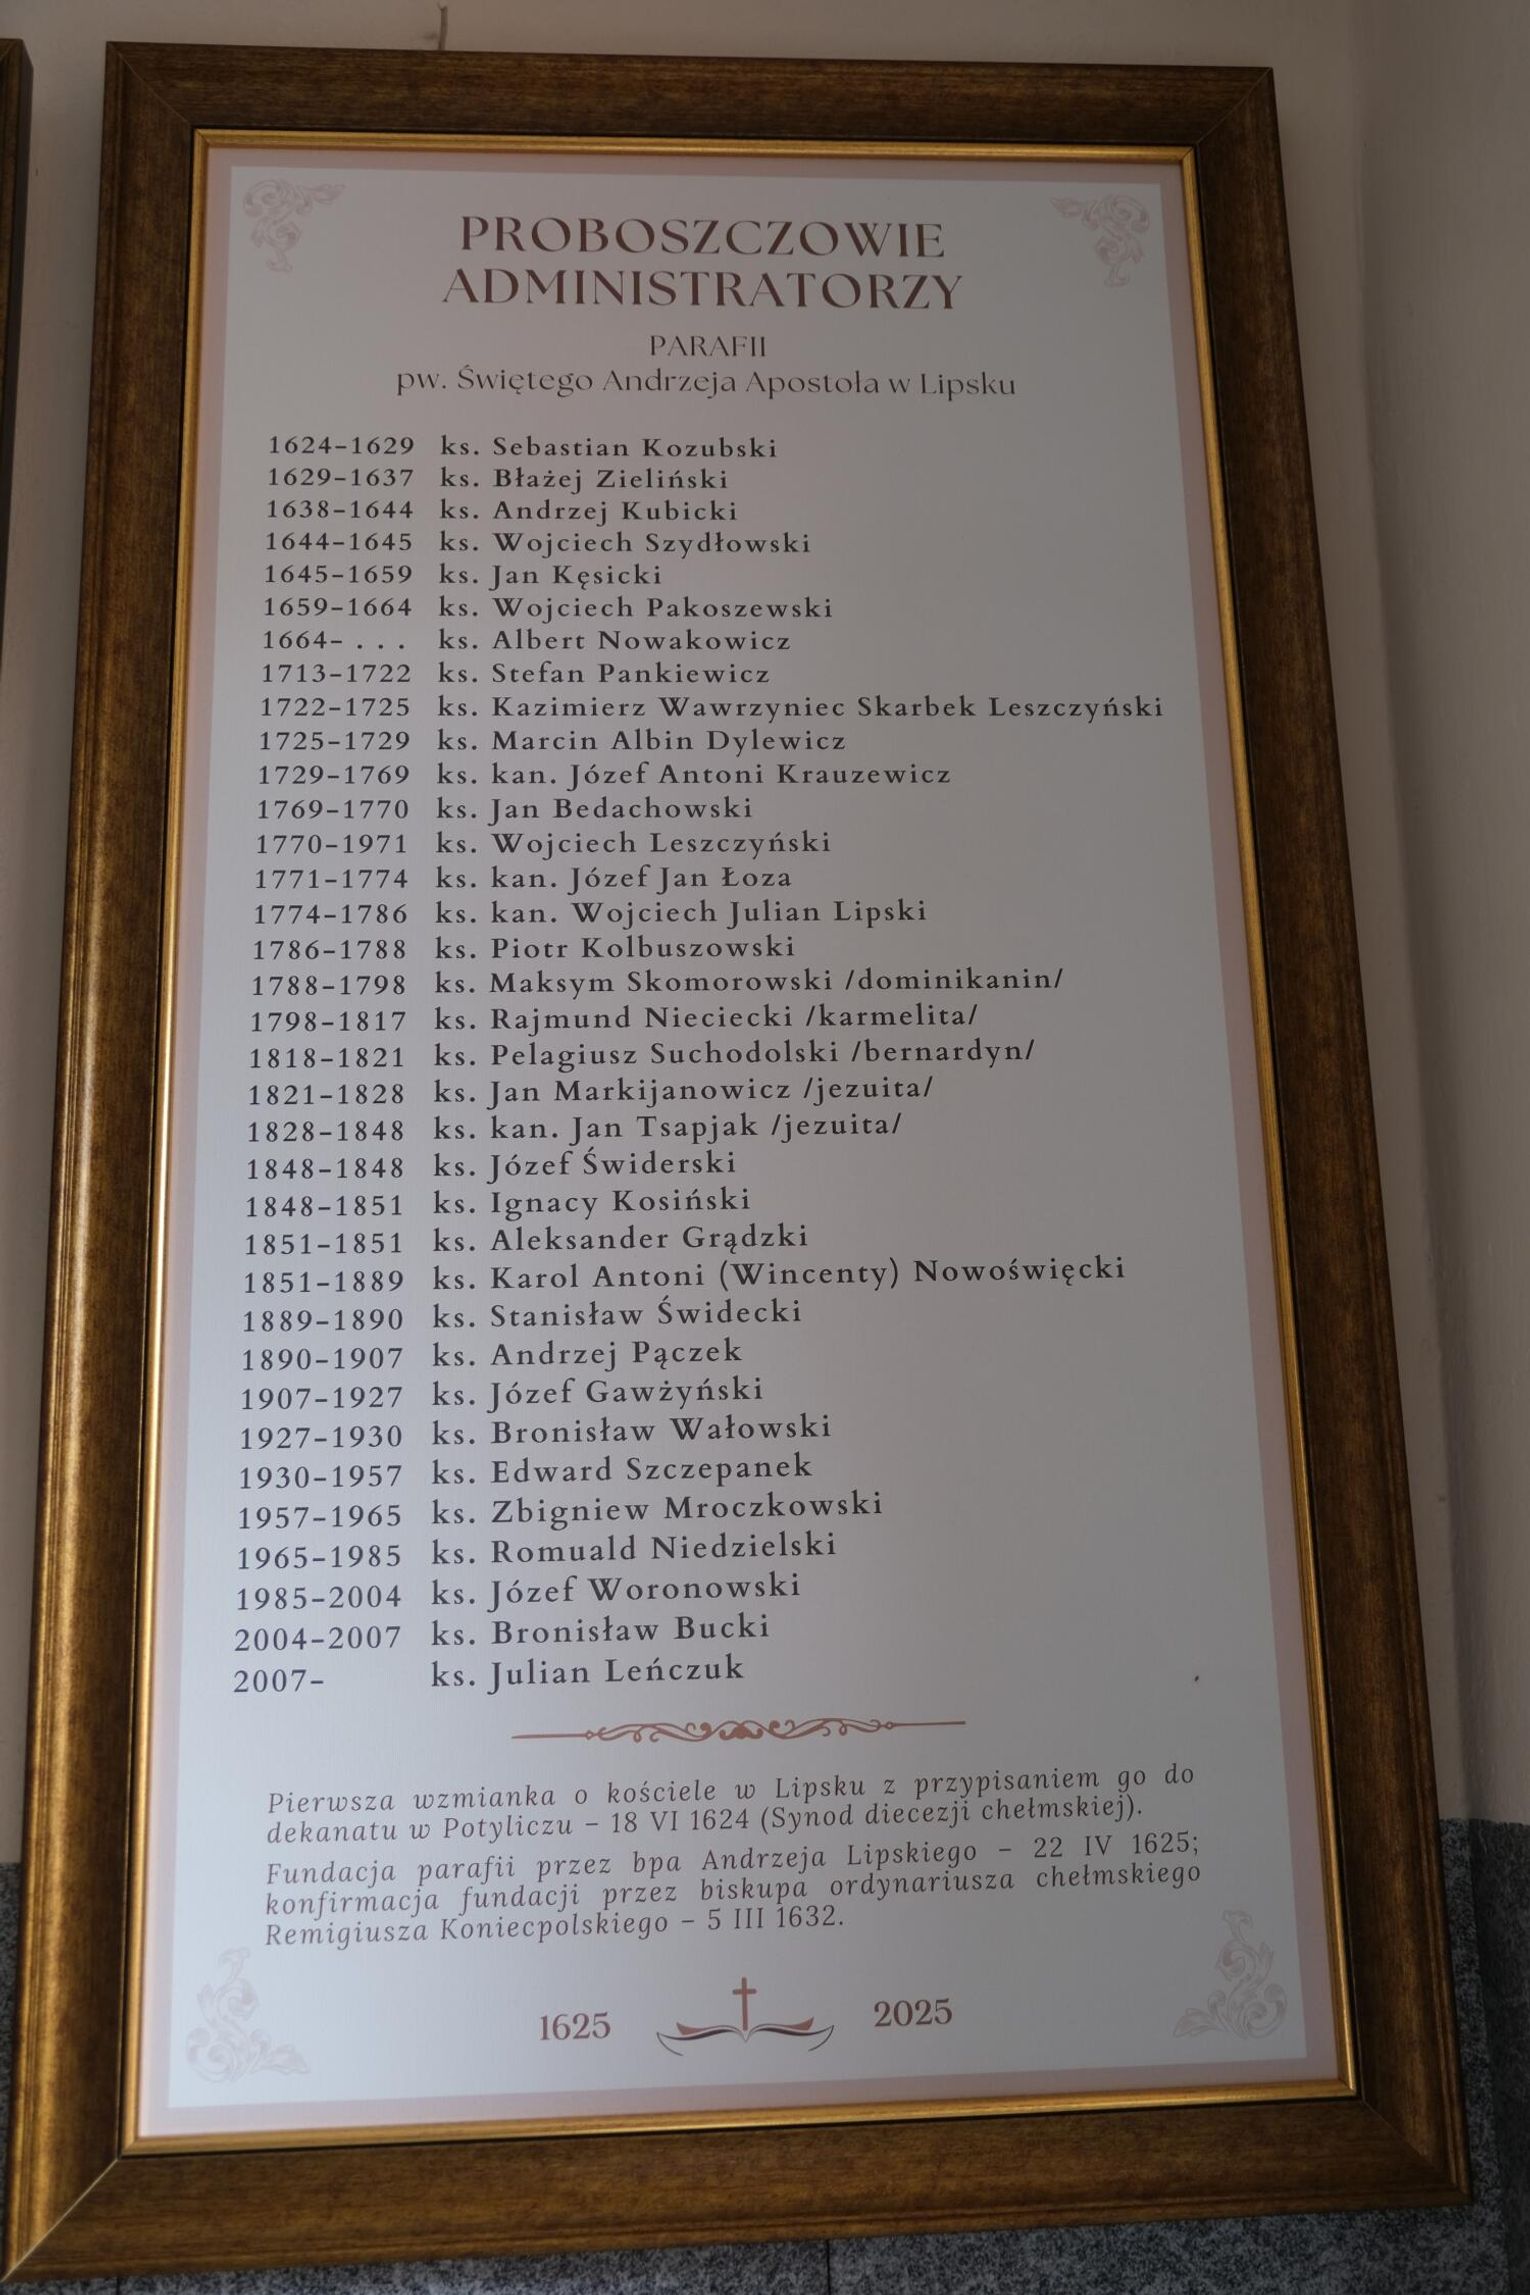 PROBOSZCZOWIE
ADMINISTRATORZY
PARAFII
pw. Świętego Andrzeja Apostoła w Lipsku
1624-1629 ks. Sebastian Kozubski
1629-1637 ks. Błażej Zieliński
1638-1644 ks. Andrzej Kubicki
1644-1645 ks. Wojciech Szydłowski
1645-1659 ks. Jan Kęsicki
1659-1664 ks. Wojciech Pakoszewski
1664- . . . ks. Albert Nowakowicz
1713-1722 ks. Stefan Pankiewicz
1722-1725 ks. Kazimierz Wawrzyniec Skarbek Leszczyński
1725-1729 ks. Marcin Albin Dylewicz
1729-1769 ks. kan. Józef Antoni Krauzewicz
1769-1770 ks. Jan Bedachowski
1770-1971 ks. Wojciech Leszczyński
1771-1774 ks. kan. Józef Jan Łoza
1774-1786 ks. kan. Wojciech Julian Lipski
1786-1788 ks. Piotr Kolbuszowski
1788-1798 ks. Maksym Skomorowski /dominikanin/
1798-1817 ks. Rajmund Nieciecki /karmelita/
1818-1821 ks. Pelagiusz Suchodolski /bernardyn/
1821-1828 ks. Jan Markijanowicz /jezuita/
1828-1848 ks. kan. Jan Tsapjak /jezuita/
1848-1848 ks. Józef Świderski
1848-1851 ks. Ignacy Kosiński
1851-1851 ks. Aleksander Grądzki
1851-1889 ks. Karol Antoni (Wincenty) Nowoświęcki
1889-1890 ks. Stanisław Świdecki
1890-1907 ks. Andrzej Pączek
1907-1927 ks. Józef Gawżyński
1927-1930 ks. Bronisław Wałowski
1930-1957 ks. Edward Szczepanek
1957-1965 ks. Zbigniew Mroczkowski
1965-1985 ks. Romuald Niedzielski
1985-2004 ks. Józef Woronowski
2004-2007 ks. Bronisław Bucki
2007- ks. Julian Leńczuk
Pierwsza wzmianka o kościele w Lipsku z przypisaniem go do
dekanatu w Potyliczu – 18 VI 1624 (Synod diecezji chełmskiej).
Fundacja parafii przez bpa Andrzeja Lipskiego – 22 IV 1625;
konfirmacja fundacji przez biskupa ordynariusza chełmskiego
Remigiusza Koniecpolskiego – 5 III 1632.
1625 2025